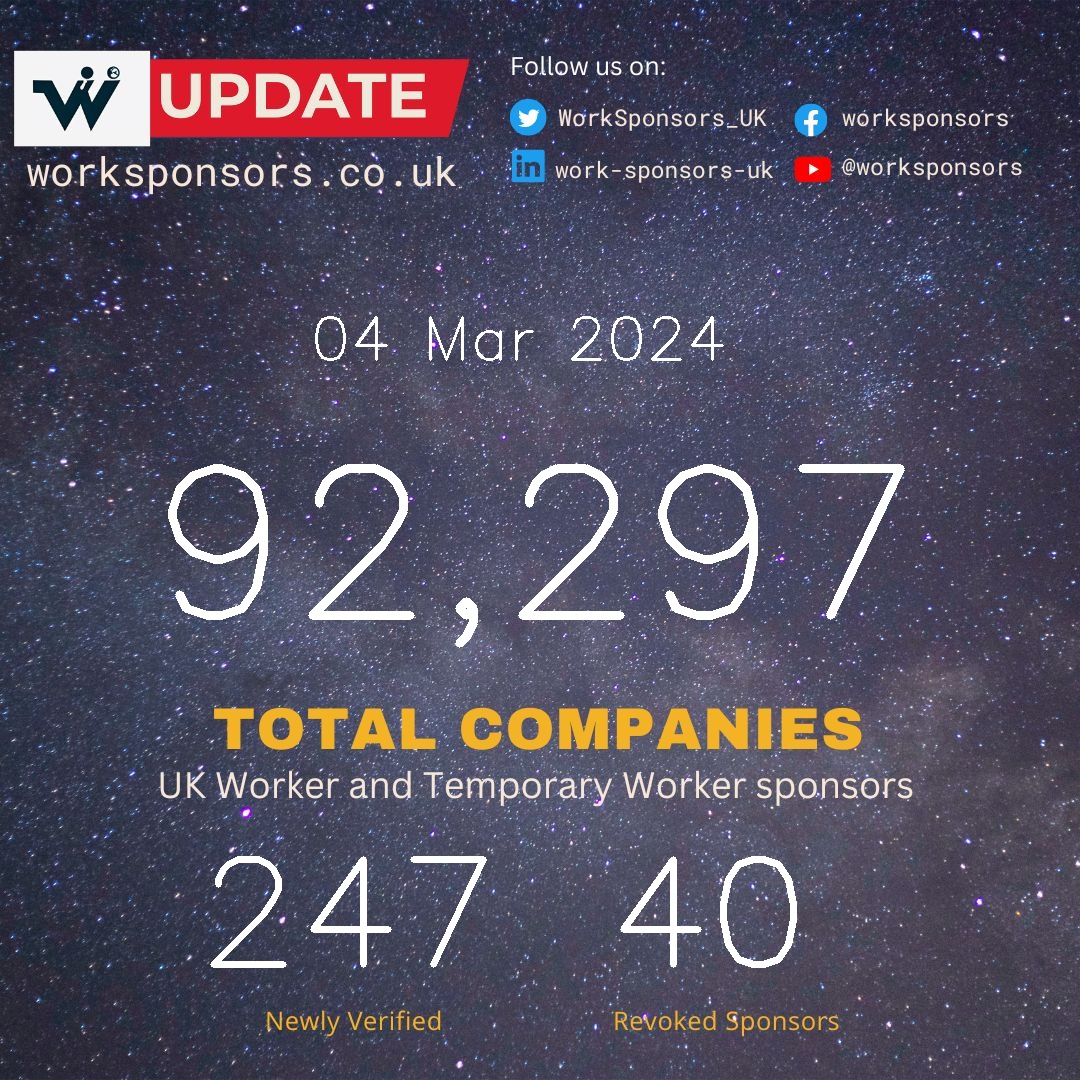 UPDATE
worksponsors.co.uk
Follow us on:
WorkSponsors_UK
worksponsors
work-sponsors-uk
@worksponsors
04 Mar 2024
92,297
TOTAL COMPANIES
UK Worker and Temporary Worker sponsors
247 40
Newly Verified Revoked Sponsors